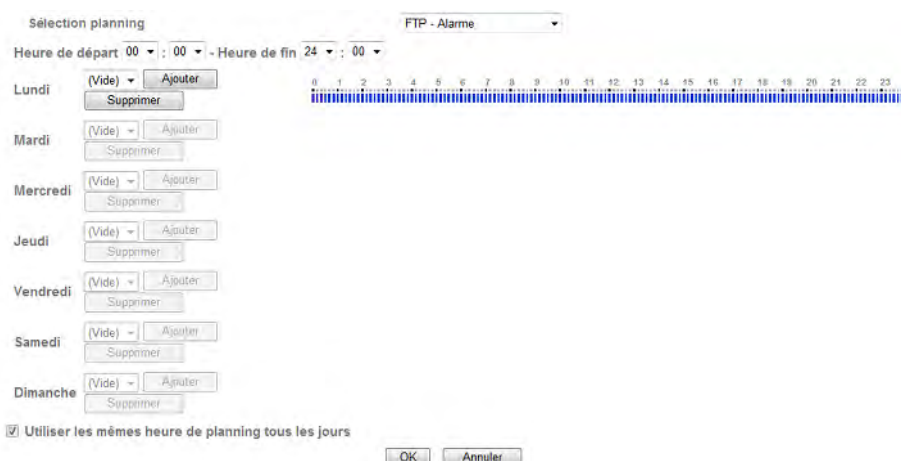 Sélection planning FTP - Alarme
Heure de départ 00 : 00 - Heure de fin 24 : 00
Lundi (Vide) Ajouter
Supprimer
0 1 2 3 4 5 6 7 8 9 10 11 12 13 14 15 16 17 18 19 20 21 22 23
Mardi (Vide) Ajouter
Supprimer
Mercredi (Vide) Ajouter
Supprimer
Jeudi (Vide) Ajouter
Supprimer
Vendredi (Vide) Ajouter
Supprimer
Samedi (Vide) Ajouter
Supprimer
Dimanche (Vide) Ajouter
Supprimer
Utiliser les mêmes heure de planning tous les jours
OK Annuler